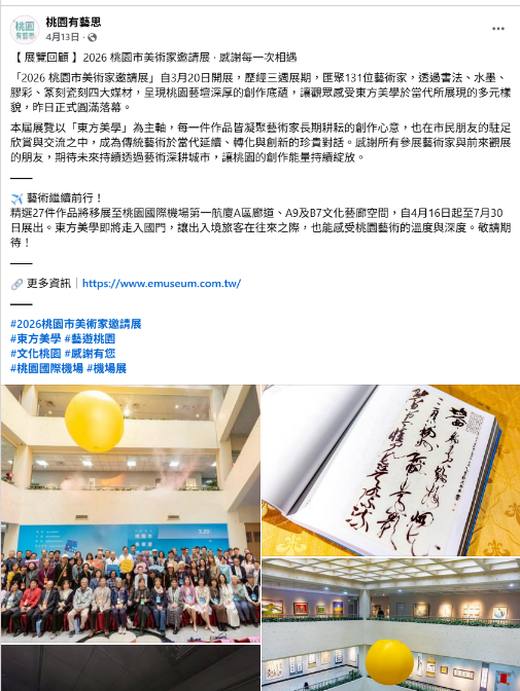 桃園有藝思
4月13日
【 展覽回顧 】2026 桃園市美術家邀請展 · 感謝每一次相遇
「2026 桃園市美術家邀請展」自3月20日開展，歷經三週展期，匯聚131位藝術家，透過書法、水墨、
膠彩、篆刻瓷刻四大媒材，呈現桃園藝壇深厚的創作底蘊，讓觀眾感受東方美學於當代所展現的多元樣
貌，昨日正式圓滿落幕。
本屆展覽以「東方美學」為主軸，每一件作品皆凝聚藝術家長期耕耘的創作心意，也在市民朋友的駐足
欣賞與交流之中，成為傳統藝術於當代延續、轉化與創新的珍貴對話。感謝所有參展藝術家與前來觀展
的朋友，期待未來持續透過藝術深耕城市，讓桃園的創作能量持續綻放。
藝術繼續前行！
精選27件作品將移展至桃園國際機場第一航廈A區廊道、A9及B7文化藝廊空間，自4月16日起至7月30
日展出。東方美學即將走入國門，讓出入境旅客在往來之際，也能感受桃園藝術的溫度與深度。敬請期
待！
更多資訊｜https://www.emuseum.com.tw/
#2026桃園市美術家邀請展
#東方美學 #藝遊桃園
#文化桃園 #感謝有您
#桃園國際機場 #機場展
桃園市
3.20